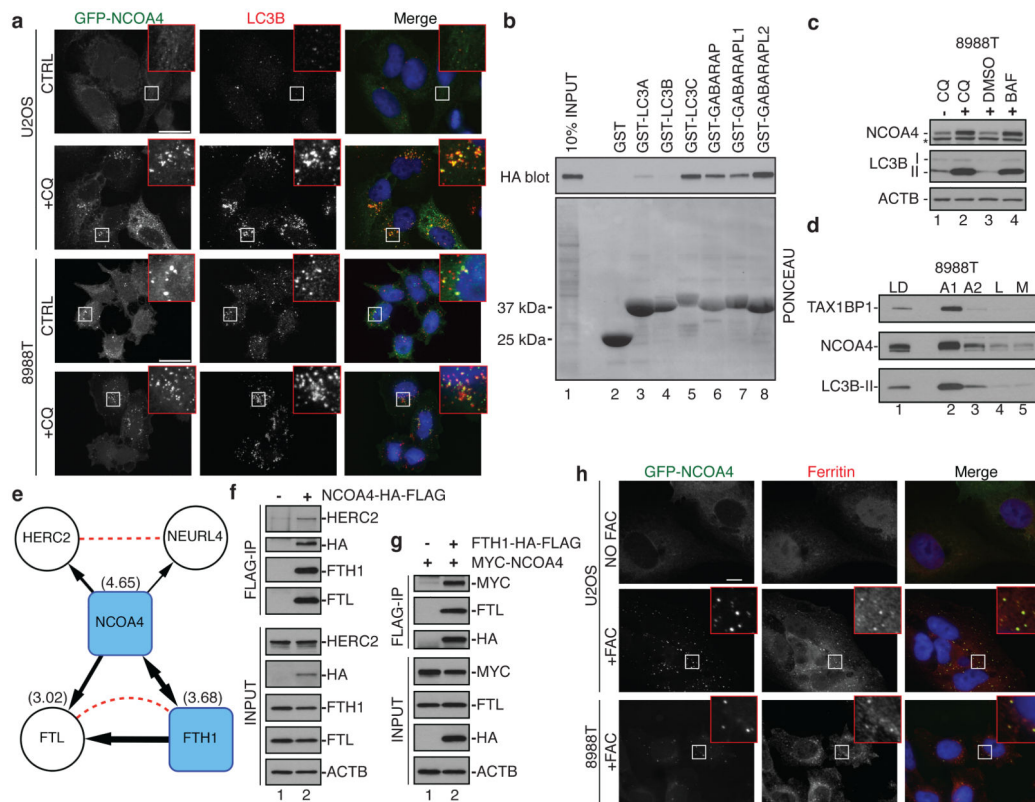 a
GFP-NCOA4 LC3B Merge
U2OS
CTRL
+CQ
8988T
CTRL
+CQ
b
10% INPUT
GST
GST-LC3A
GST-LC3B
GST-LC3C
GST-GABARAP
GST-GABARAPL1
GST-GABARAPL2
HA blot
37 kDa-
25 kDa-
PONCEAU
1 2 3 4 5 6 7 8
c
8988T
CQ CQ DMSO BAF
- + + +
NCOA4 -
*
LC3B I
II
ACTB
1 2 3 4
d
8988T
LD A1 A2 L M
TAX1BP1-
NCOA4-
LC3B-II-
1 2 3 4 5
e
HERC2 NEURL4
(4.65)
NCOA4
(3.02) (3.68)
FTL FTH1
f
- + NCOA4-HA-FLAG
FLAG-IP
-HERC2
-HA
-FTH1
-FTL
INPUT
-HERC2
-HA
-FTH1
-FTL
-ACTB
1 2
g
- + FTH1-HA-FLAG
+ + MYC-NCOA4
FLAG-IP
-MYC
-FTL
-HA
INPUT
-MYC
-FTL
-HA
-ACTB
1 2
h
GFP-NCOA4 Ferritin Merge
U2OS
NO FAC
+FAC
8988T
+FAC